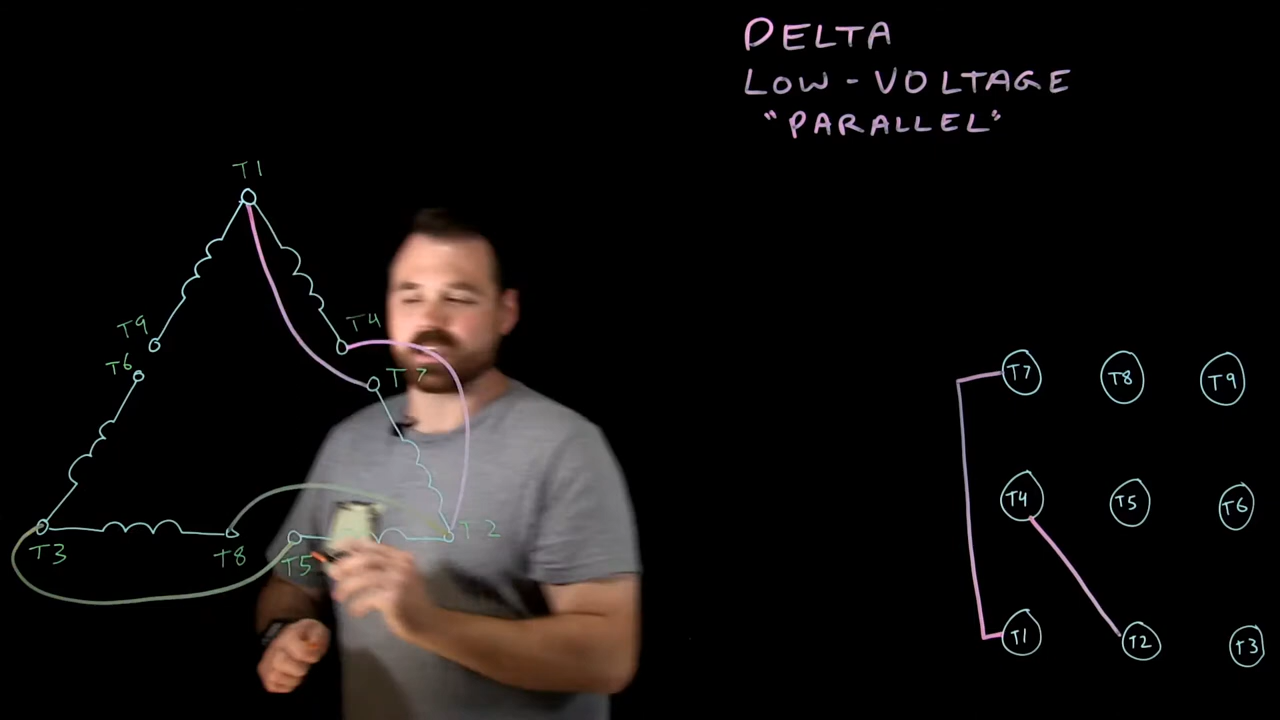 DELTA
LOW-VOLTAGE
"PARALLEL"
T1
T9
T4
T6
T7
T3
T8
T5
T2
T7 T8 T9
T4 T5 T6
T1 T2 T3